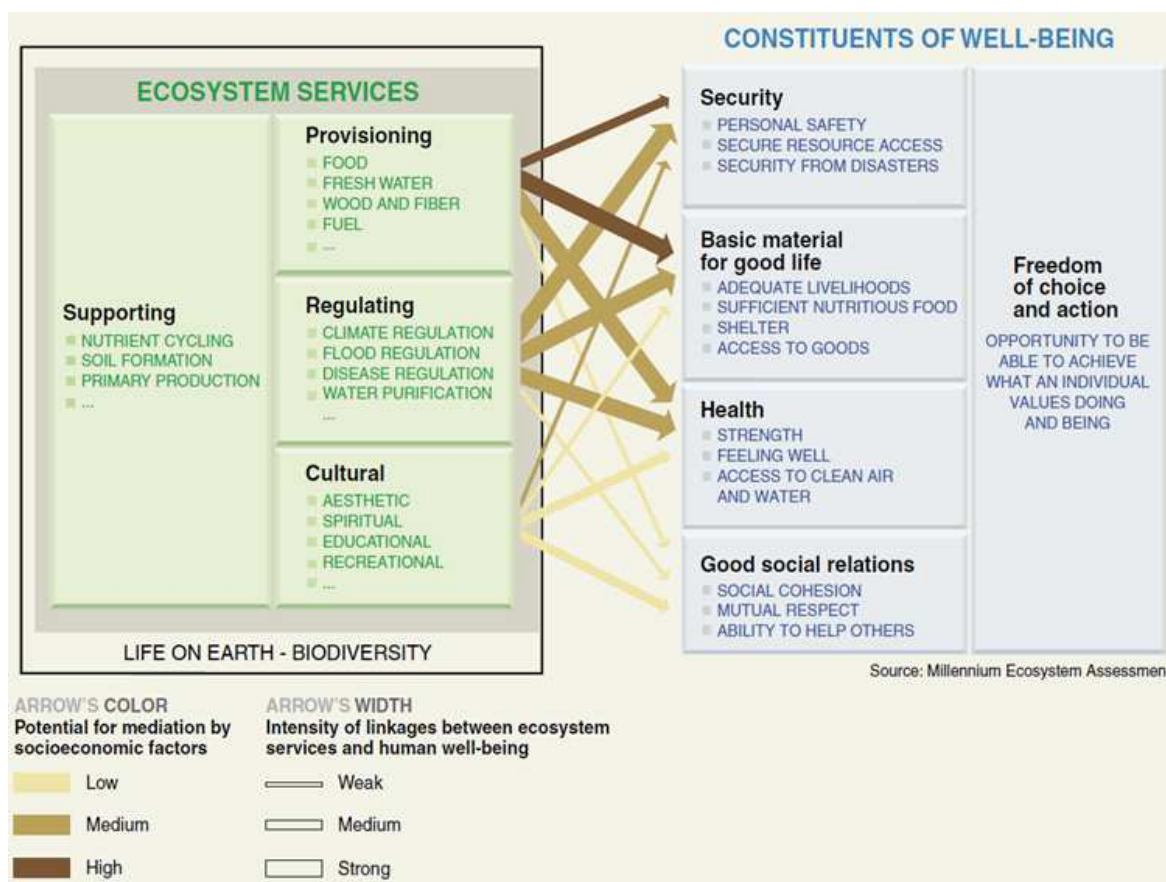 CONSTITUENTS OF WELL-BEING
ECOSYSTEM SERVICES
Supporting
NUTRIENT CYCLING
SOIL FORMATION
PRIMARY PRODUCTION
...
Provisioning
FOOD
FRESH WATER
WOOD AND FIBER
FUEL
...
Regulating
CLIMATE REGULATION
FLOOD REGULATION
DISEASE REGULATION
WATER PURIFICATION
...
Cultural
AESTHETIC
SPIRITUAL
EDUCATIONAL
RECREATIONAL
...
LIFE ON EARTH - BIODIVERSITY
Security
PERSONAL SAFETY
SECURE RESOURCE ACCESS
SECURITY FROM DISASTERS
Basic material
for good life
ADEQUATE LIVELIHOODS
SUFFICIENT NUTRITIOUS FOOD
SHELTER
ACCESS TO GOODS
Health
STRENGTH
FEELING WELL
ACCESS TO CLEAN AIR
AND WATER
Good social relations
SOCIAL COHESION
MUTUAL RESPECT
ABILITY TO HELP OTHERS
Freedom
of choice
and action
OPPORTUNITY TO BE
ABLE TO ACHIEVE
WHAT AN INDIVIDUAL
VALUES DOING
AND BEING
Source: Millennium Ecosystem Assessmen
ARROW'S COLOR
Potential for mediation by
socioeconomic factors
Low
Medium
High
ARROW'S WIDTH
Intensity of linkages between ecosystem
services and human well-being
Weak
Medium
Strong